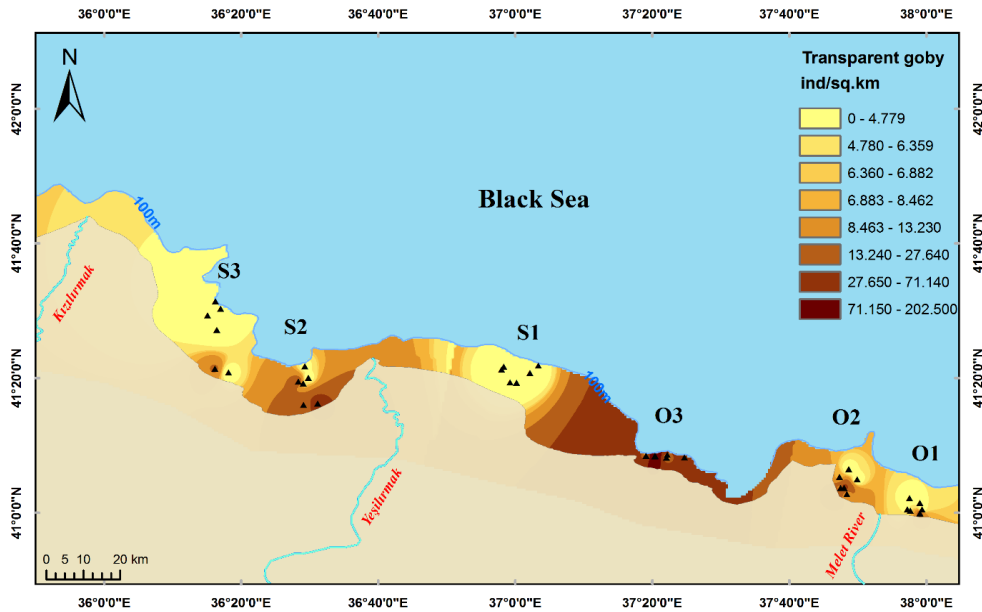 36°0'0"E 36°20'0"E 36°40'0"E 37°0'0"E 37°20'0"E 37°40'0"E 38°0'0"E
N
Transparent goby
ind/sq.km
0 - 4.779
4.780 - 6.359
6.360 - 6.882
6.883 - 8.462
8.463 - 13.230
13.240 - 27.640
27.650 - 71.140
71.150 - 202.500
42°0'0"N 42°0'0"N
Black Sea
100m
41°40'0"N 41°40'0"N
S3
Kızılırmak
S2
S1
41°20'0"N 41°20'0"N
100m
O3
O2
O1
Yeşilırmak
Melet River
41°0'0"N 41°0'0"N
0 5 10 20 km
36°0'0"E 36°20'0"E 36°40'0"E 37°0'0"E 37°20'0"E 37°40'0"E 38°0'0"E